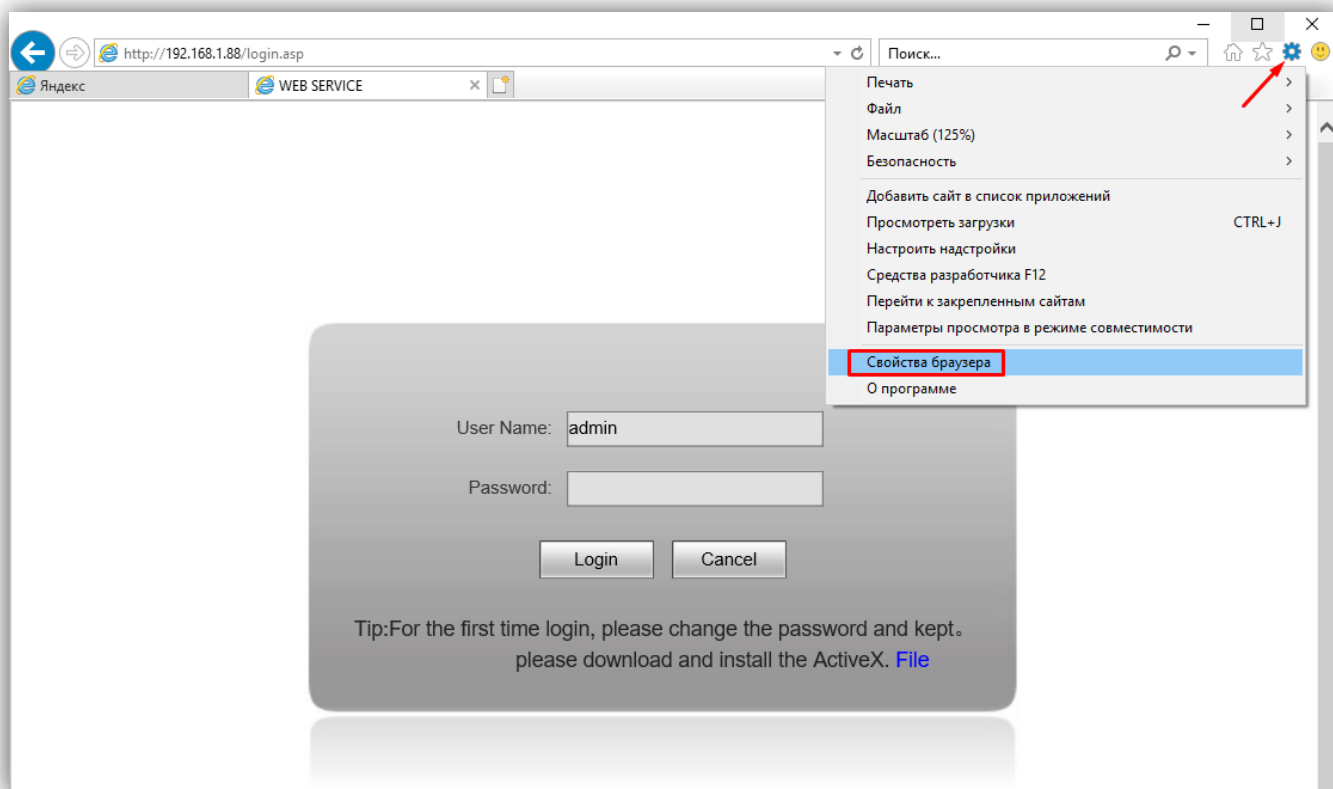 http://192.168.1.88/login.asp
Поиск...
Яндекс
WEB SERVICE
Печать
Файл
Масштаб (125%)
Безопасность
Добавить сайт в список приложений
Просмотреть загрузки CTRL+J
Настроить надстройки
Средства разработчика F12
Перейти к закрепленным сайтам
Параметры просмотра в режиме совместимости
Свойства браузера
О программе
User Name: admin
Password:
Login Cancel
Tip:For the first time login, please change the password and kept。
please download and install the ActiveX. File